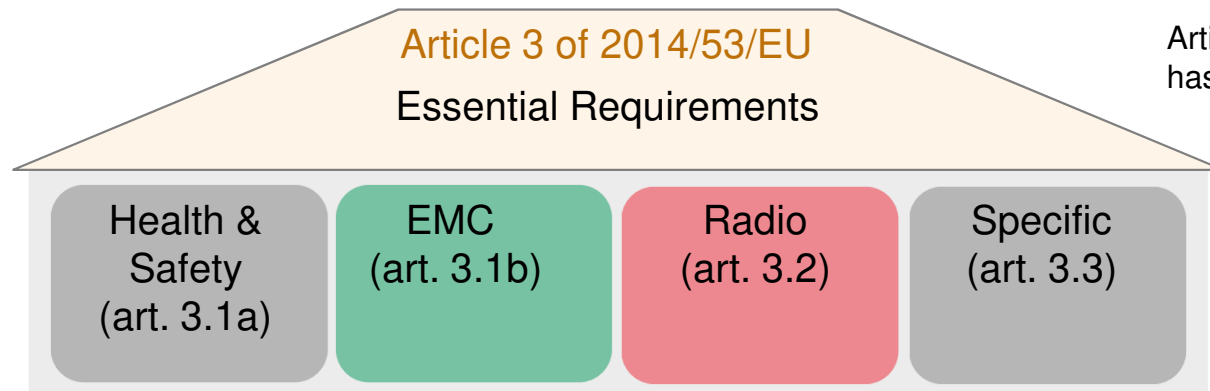 Article 3 of 2014/53/EU
Essential Requirements
has
Health &
Safety
(art. 3.1a)
EMC
(art. 3.1b)
Radio
(art. 3.2)
Specific
(art. 3.3)